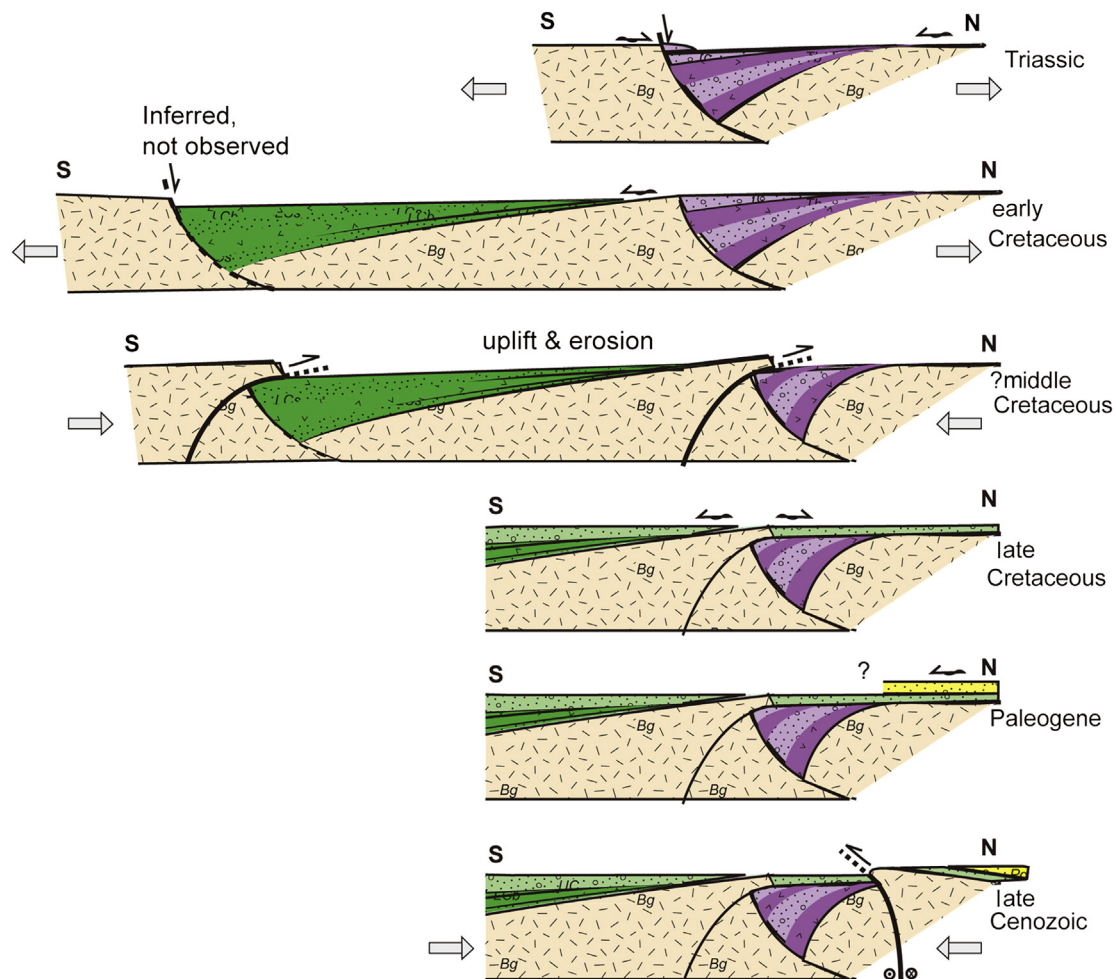 S N
Triassic
Bg Bg
Inferred,
not observed
S N
early
Cretaceous
Bg Bg
uplift & erosion
S N
?middle
Cretaceous
Bg Bg Bg
S N
late
Cretaceous
Bg Bg
S ? N
Paleogene
Bg Bg
Bg
S N
late
Cenozoic
UC
Bg Bg
Bg